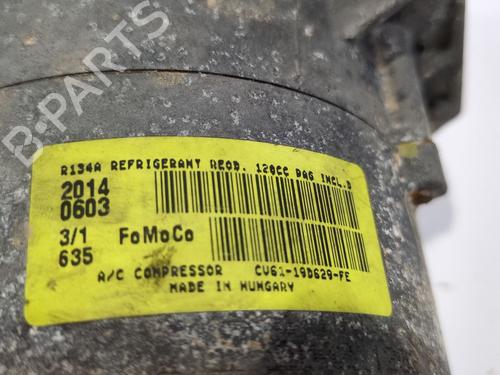 B-PARTS
R134A REFRIGERANT REQD. 120CC PAG INCL.D
2014
0603
3/1 FoMoCo
635
A/C COMPRESSOR CV61-19D629-FE
MADE IN HUNGARY